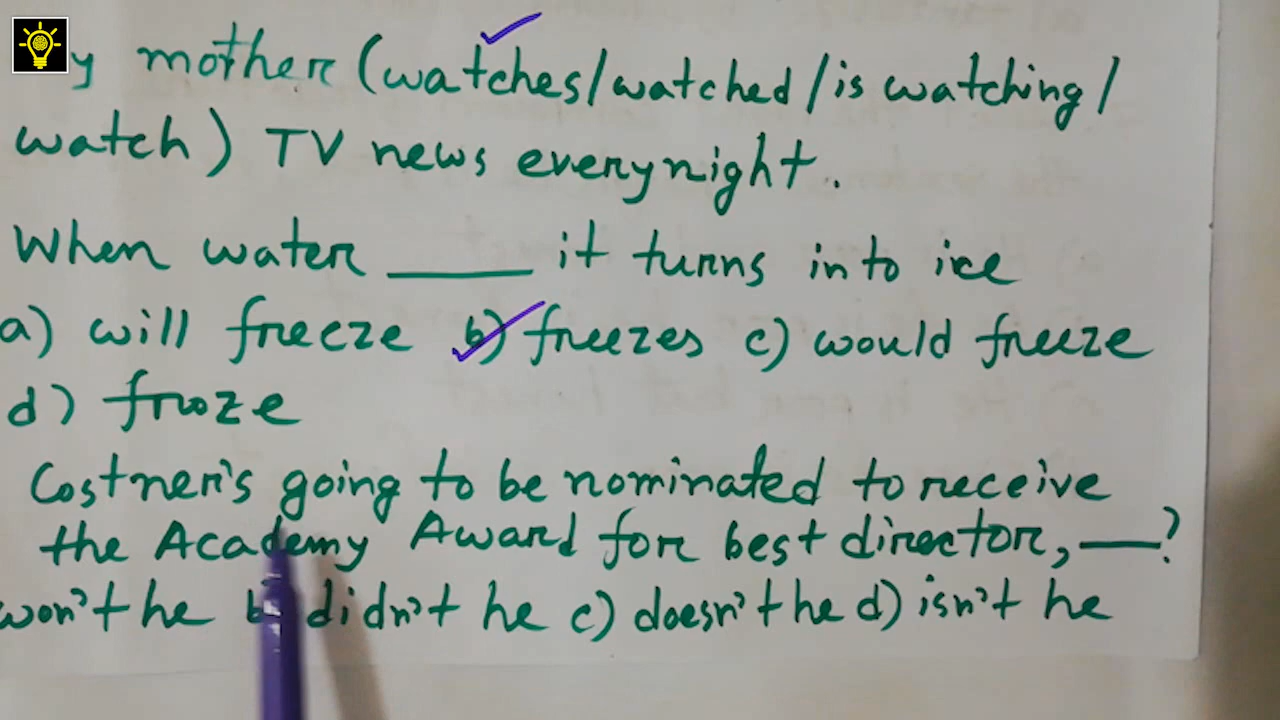 y mother (watches/watched/is watching/
watch) TV news everynight.
When water ____ it turns into ice
a) will freeze b) freezes c) would freeze
d) froze
Costner's going to be nominated to receive
the Academy Award for best director, ____?
won't he b) didn't he c) doesn't he d) isn't he